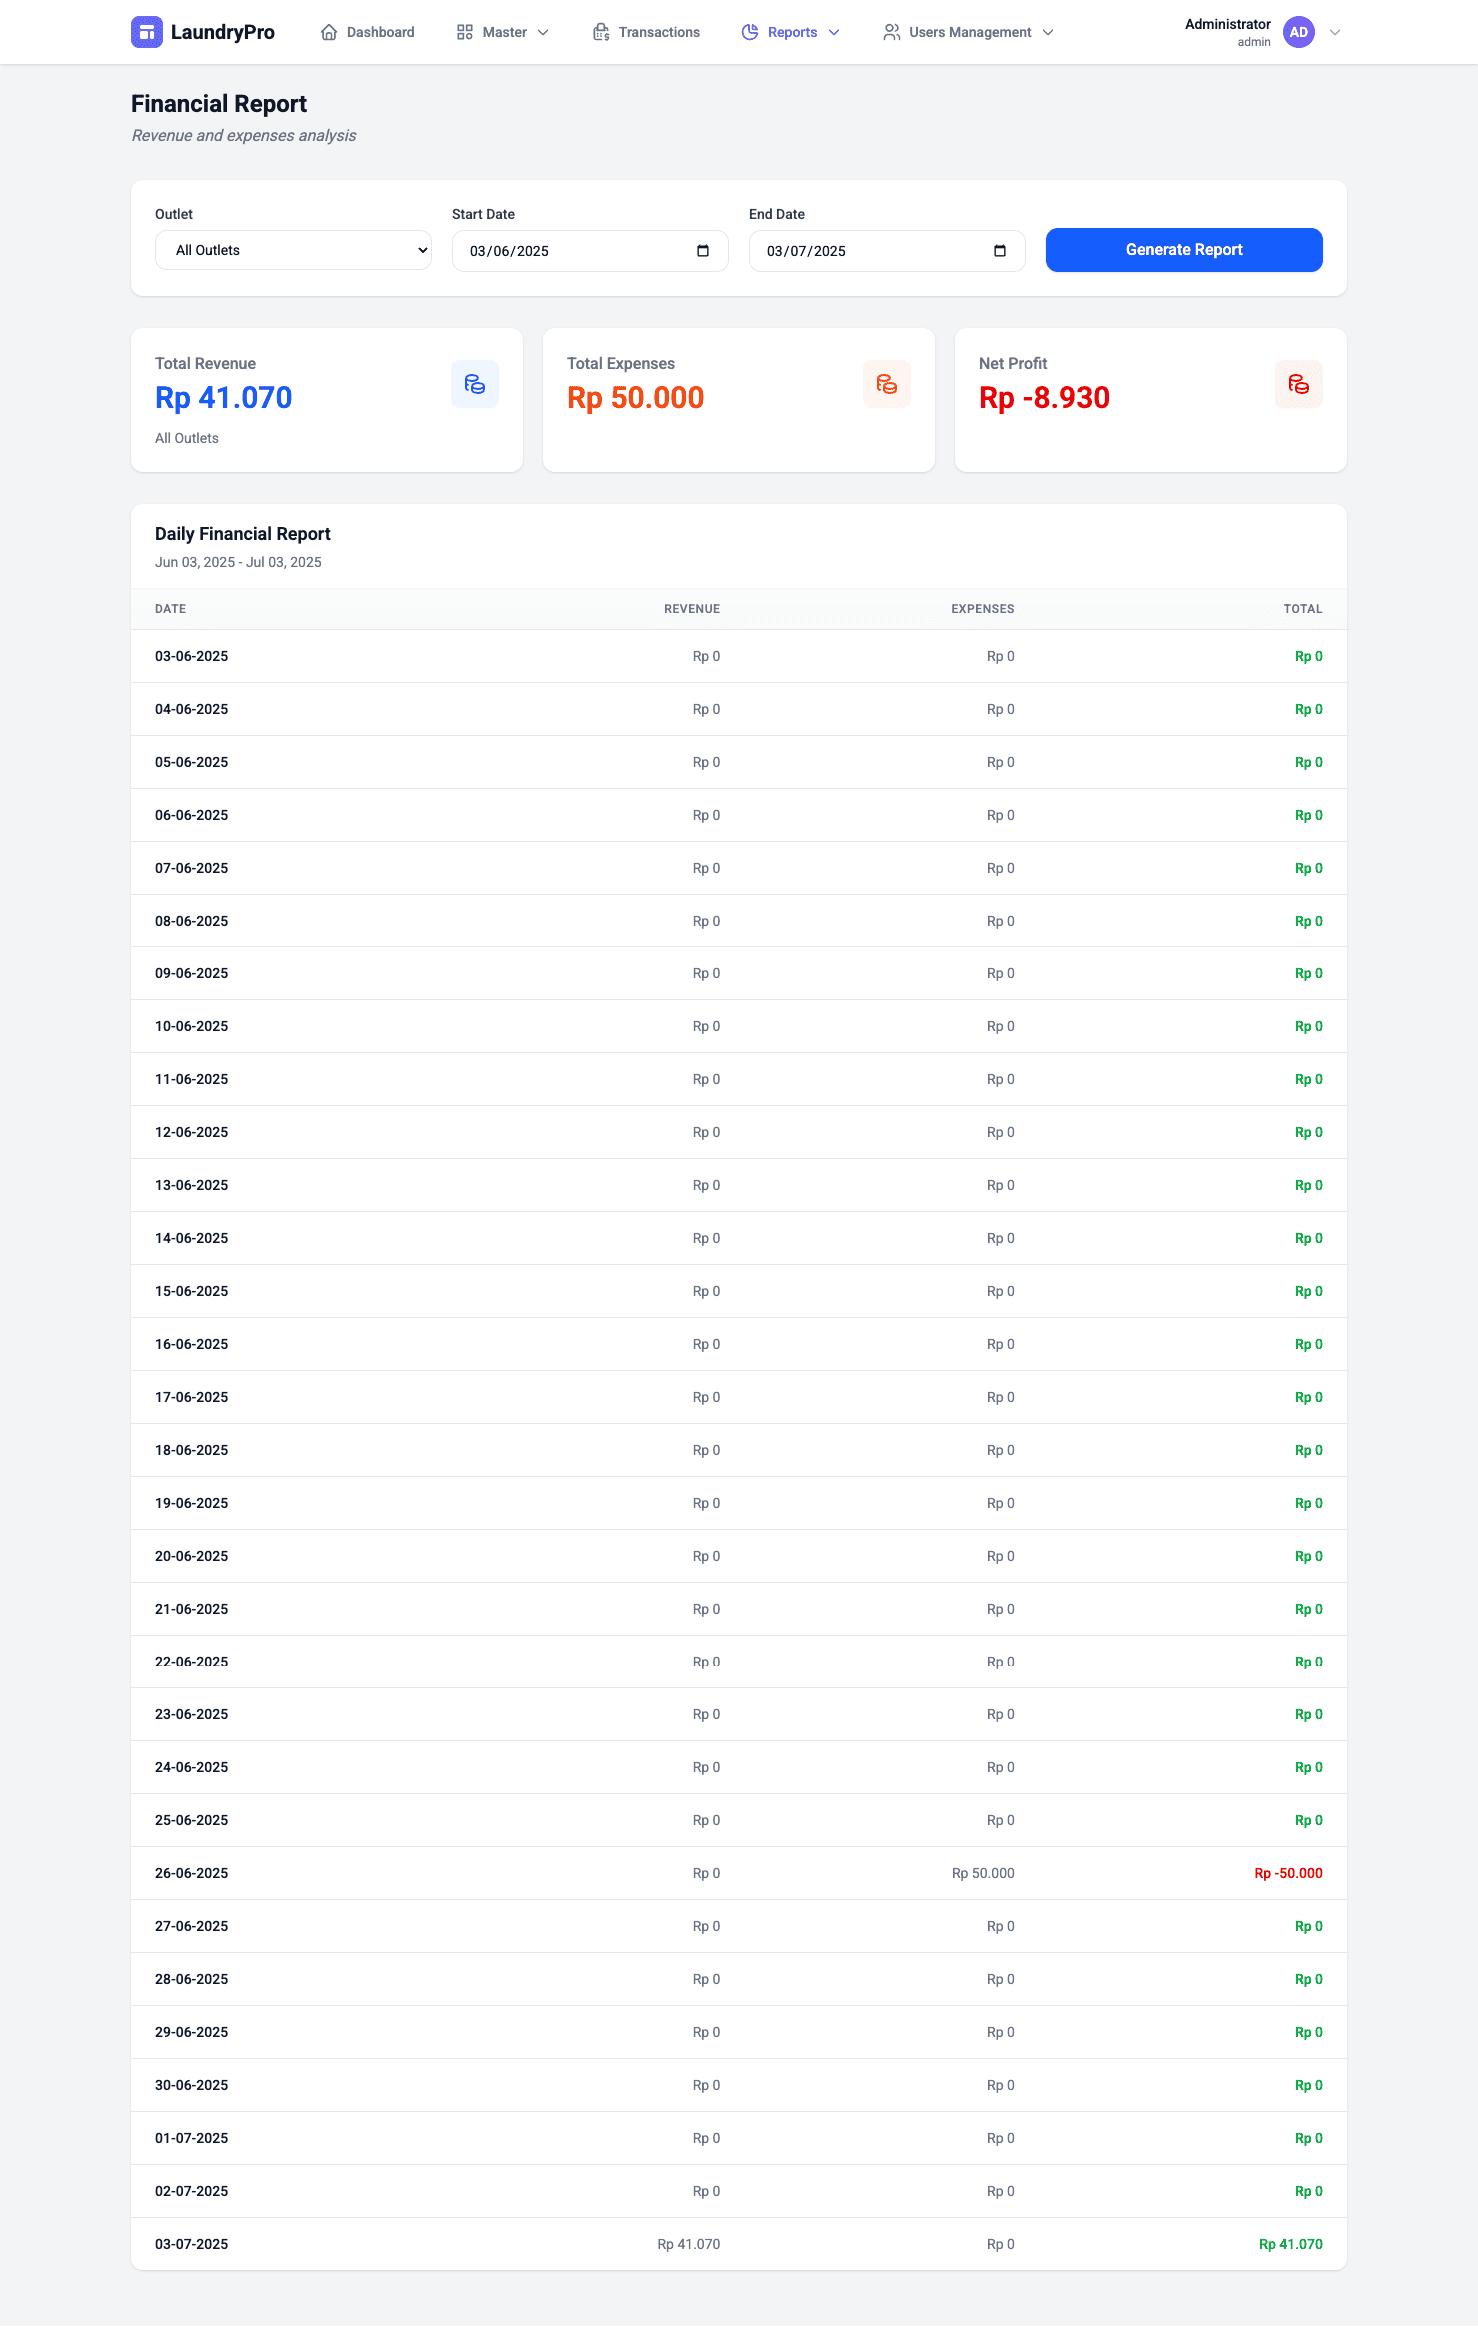 LaundryPro Dashboard Master Transactions Reports Users Management Administrator AD
admin
Financial Report
Revenue and expenses analysis
Outlet Start Date End Date
All Outlets 03/06/2025 03/07/2025 Generate Report
Total Revenue Total Expenses Net Profit
Rp 41.070 Rp 50.000 Rp -8.930
All Outlets
Daily Financial Report
Jun 03, 2025 - Jul 03, 2025
DATE REVENUE EXPENSES TOTAL
03-06-2025 Rp 0 Rp 0 Rp 0
04-06-2025 Rp 0 Rp 0 Rp 0
05-06-2025 Rp 0 Rp 0 Rp 0
06-06-2025 Rp 0 Rp 0 Rp 0
07-06-2025 Rp 0 Rp 0 Rp 0
08-06-2025 Rp 0 Rp 0 Rp 0
09-06-2025 Rp 0 Rp 0 Rp 0
10-06-2025 Rp 0 Rp 0 Rp 0
11-06-2025 Rp 0 Rp 0 Rp 0
12-06-2025 Rp 0 Rp 0 Rp 0
13-06-2025 Rp 0 Rp 0 Rp 0
14-06-2025 Rp 0 Rp 0 Rp 0
15-06-2025 Rp 0 Rp 0 Rp 0
16-06-2025 Rp 0 Rp 0 Rp 0
17-06-2025 Rp 0 Rp 0 Rp 0
18-06-2025 Rp 0 Rp 0 Rp 0
19-06-2025 Rp 0 Rp 0 Rp 0
20-06-2025 Rp 0 Rp 0 Rp 0
21-06-2025 Rp 0 Rp 0 Rp 0
22-06-2025 Rp 0 Rp 0 Rp 0
23-06-2025 Rp 0 Rp 0 Rp 0
24-06-2025 Rp 0 Rp 0 Rp 0
25-06-2025 Rp 0 Rp 0 Rp 0
26-06-2025 Rp 0 Rp 50.000 Rp -50.000
27-06-2025 Rp 0 Rp 0 Rp 0
28-06-2025 Rp 0 Rp 0 Rp 0
29-06-2025 Rp 0 Rp 0 Rp 0
30-06-2025 Rp 0 Rp 0 Rp 0
01-07-2025 Rp 0 Rp 0 Rp 0
02-07-2025 Rp 0 Rp 0 Rp 0
03-07-2025 Rp 41.070 Rp 0 Rp 41.070